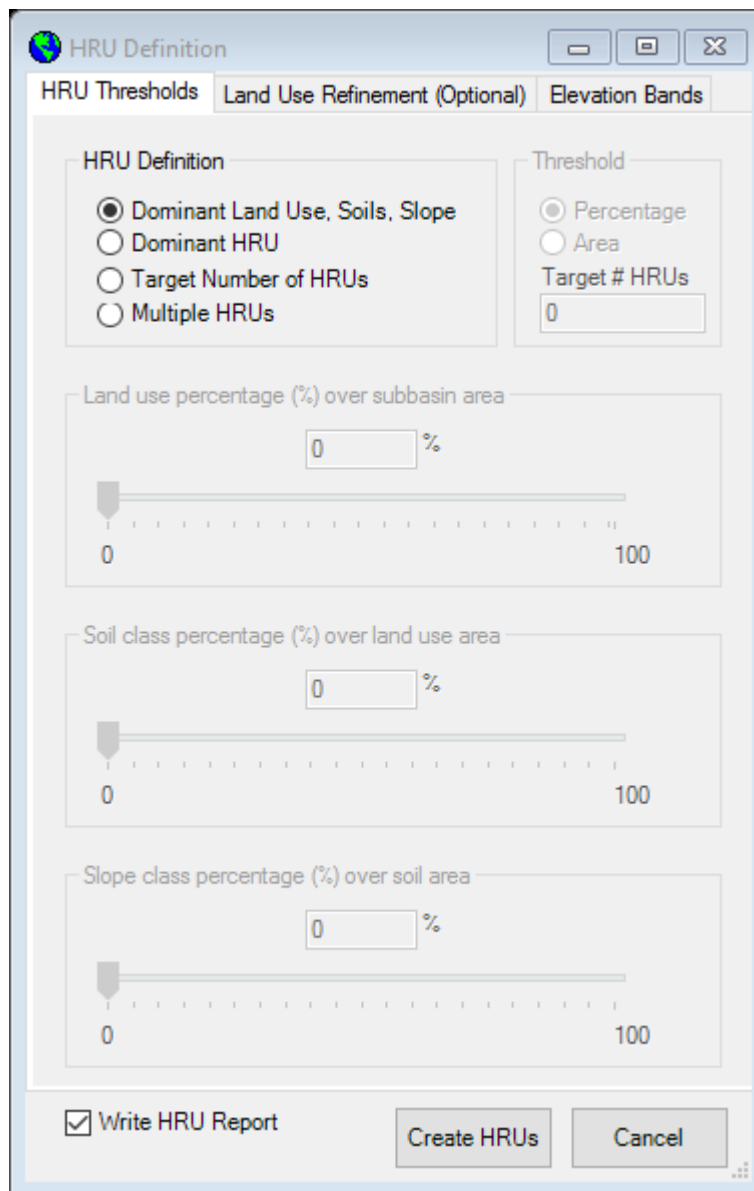 HRU Definition
HRU Thresholds Land Use Refinement (Optional) Elevation Bands
HRU Definition
Dominant Land Use, Soils, Slope
Dominant HRU
Target Number of HRUs
Multiple HRUs
Threshold
Percentage
Area
Target # HRUs
0
Land use percentage (%) over subbasin area
0 %
0 100
Soil class percentage (%) over land use area
0 %
0 100
Slope class percentage (%) over soil area
0 %
0 100
Write HRU Report
Create HRUs
Cancel